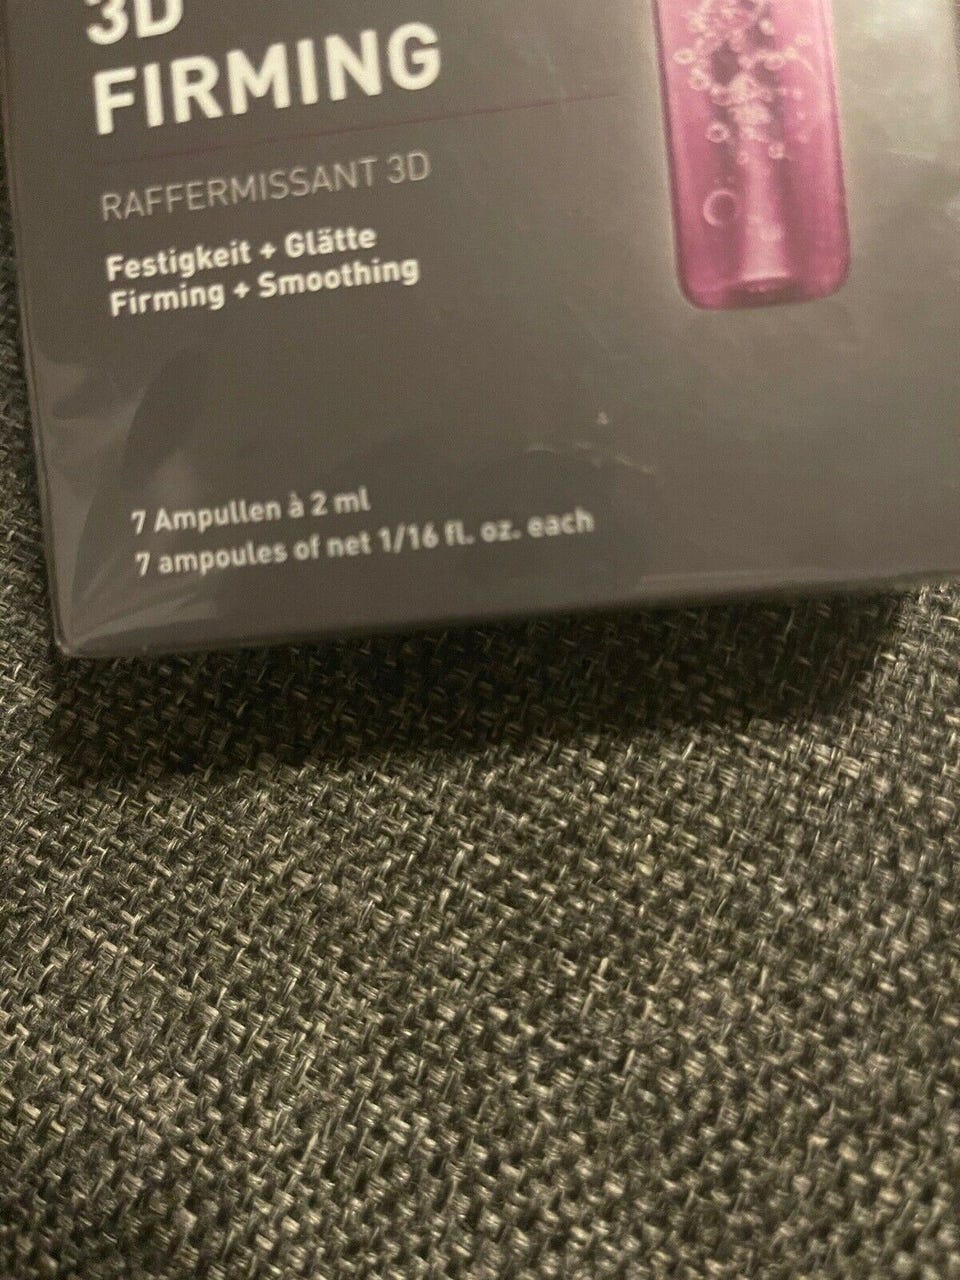 3D
FIRMING
RAFFERMISSANT 3D
Festigkeit + Glätte
Firming + Smoothing
7 Ampullen à 2 ml
7 ampoules of net 1/16 fl. oz. each